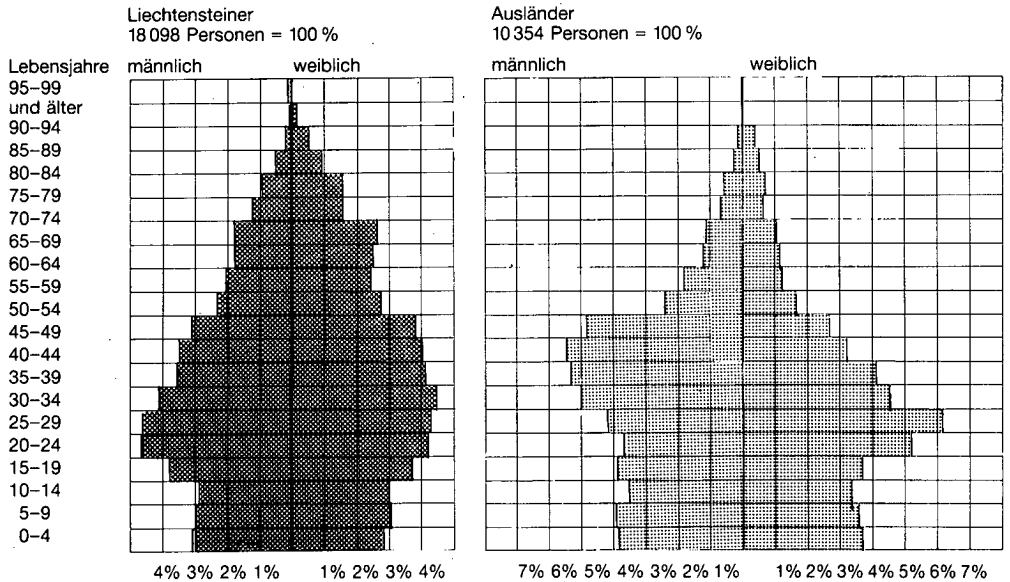 Liechtensteiner
18 098 Personen = 100 %
Ausländer
10 354 Personen = 100 %
Lebensjahre männlich weiblich
männlich weiblich
95–99
und älter
90–94
85–89
80–84
75–79
70–74
65–69
60–64
55–59
50–54
45–49
40–44
35–39
30–34
25–29
20–24
15–19
10–14
5–9
0–4
4% 3% 2% 1% 1% 2% 3% 4%
7% 6% 5% 4% 3% 2% 1% 1% 2% 3% 4% 5% 6% 7%